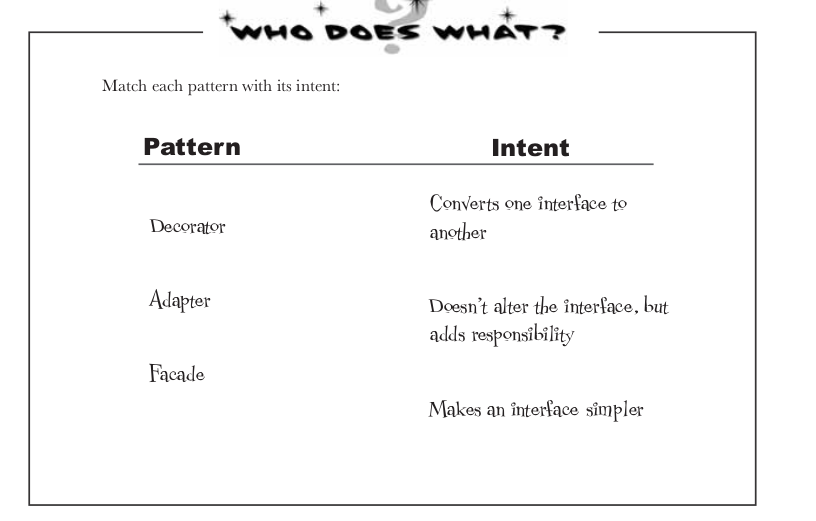 WHO DOES WHAT?
Match each pattern with its intent:
Pattern
Intent
Decorator
Adapter
Facade
Converts one interface to
another
Doesn't alter the interface, but
adds responsibility
Makes an interface simpler